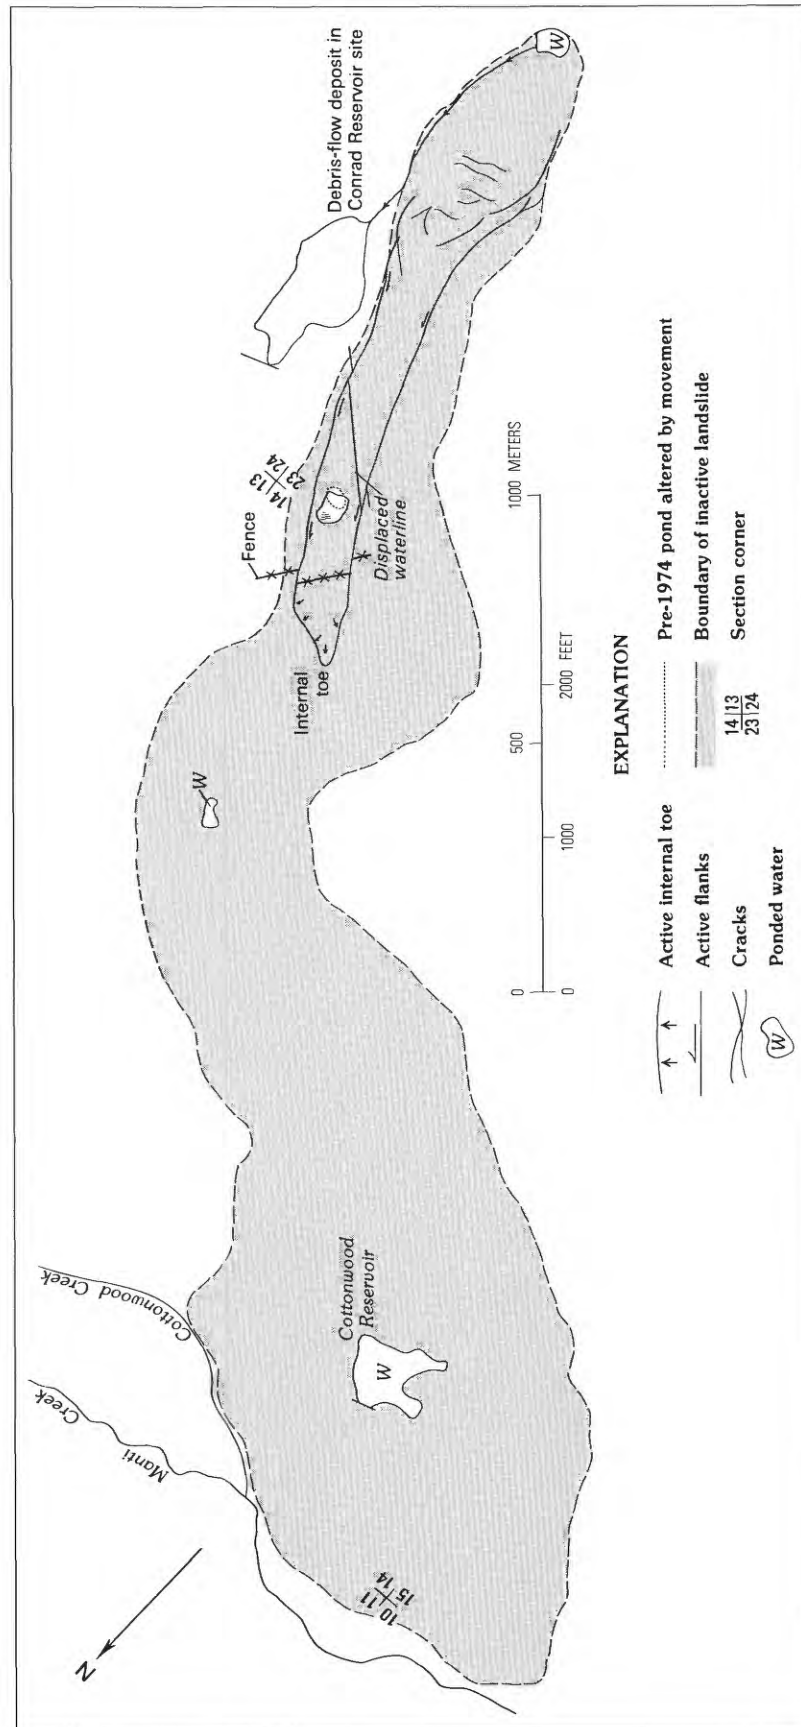 Debris-flow deposit in
Conrad Reservoir site
W
14|13
23|24
Fence
Displaced
waterline
Internal
toe
W
Cottonwood Creek
Manti Creek
Cottonwood
Reservoir
W
10|11
15|14
N
0 500 1000 METERS
0 1000 2000 FEET
EXPLANATION
Active internal toe
Active flanks
Cracks
W Ponded water
Pre-1974 pond altered by movement
Boundary of inactive landslide
14|13
23|24
Section corner